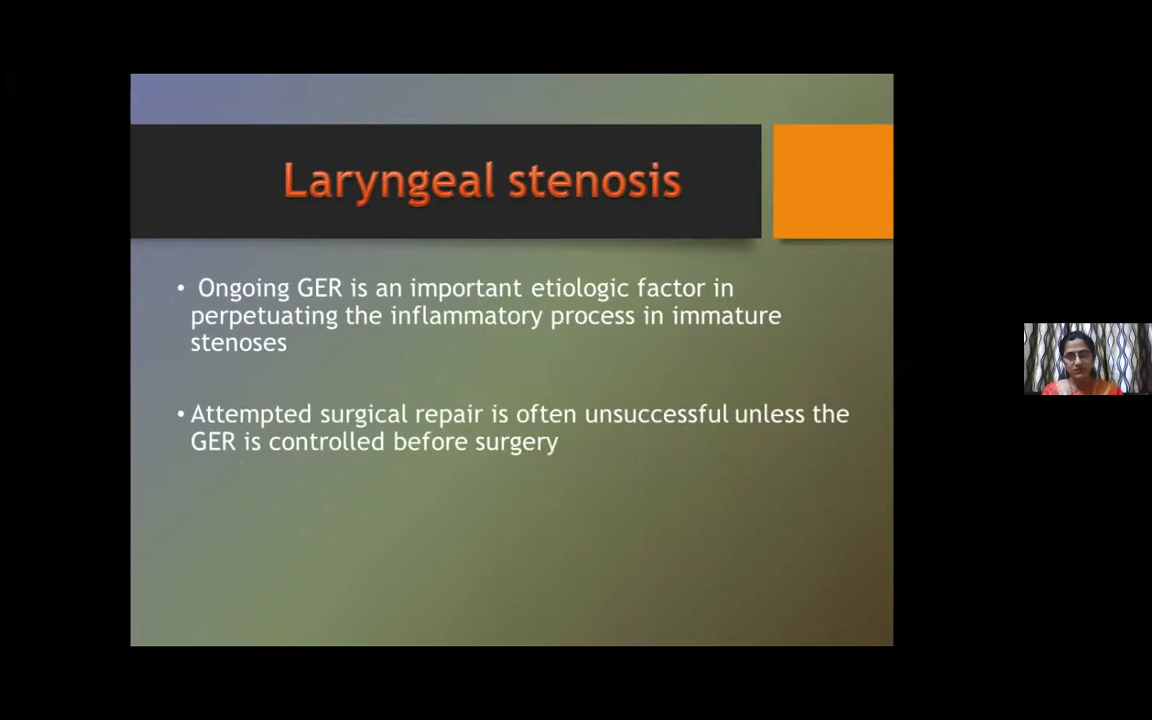 Laryngeal stenosis
• Ongoing GER is an important etiologic factor in
perpetuating the inflammatory process in immature
stenoses
• Attempted surgical repair is often unsuccessful unless the
GER is controlled before surgery